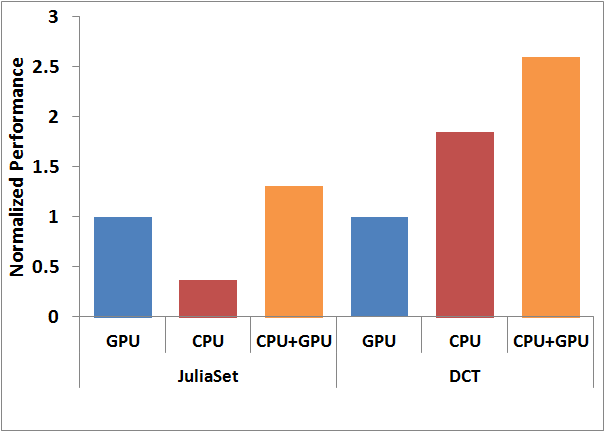 Normalized Performance
3
2.5
2
1.5
1
0.5
0
GPU CPU CPU+GPU GPU CPU CPU+GPU
JuliaSet DCT